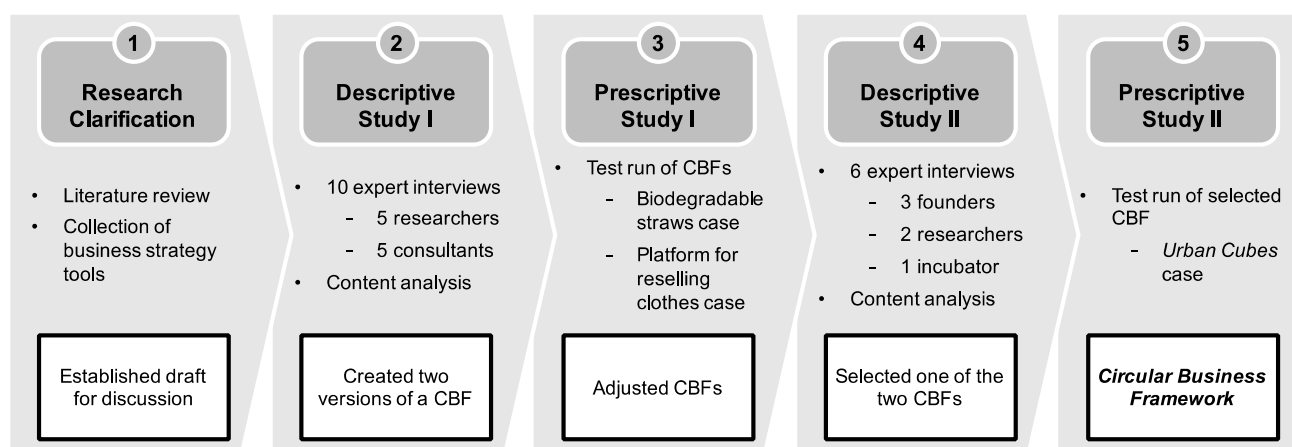 1
Research
Clarification
• Literature review
• Collection of
business strategy
tools
Established draft
for discussion
2
Descriptive
Study I
• 10 expert interviews
- 5 researchers
- 5 consultants
• Content analysis
Created two
versions of a CBF
3
Prescriptive
Study I
• Test run of CBFs
- Biodegradable
straws case
- Platform for
reselling
clothes case
Adjusted CBFs
4
Descriptive
Study II
• 6 expert interviews
- 3 founders
- 2 researchers
- 1 incubator
• Content analysis
Selected one of the
two CBFs
5
Prescriptive
Study II
• Test run of selected
CBF
- Urban Cubes
case
Circular Business
Framework